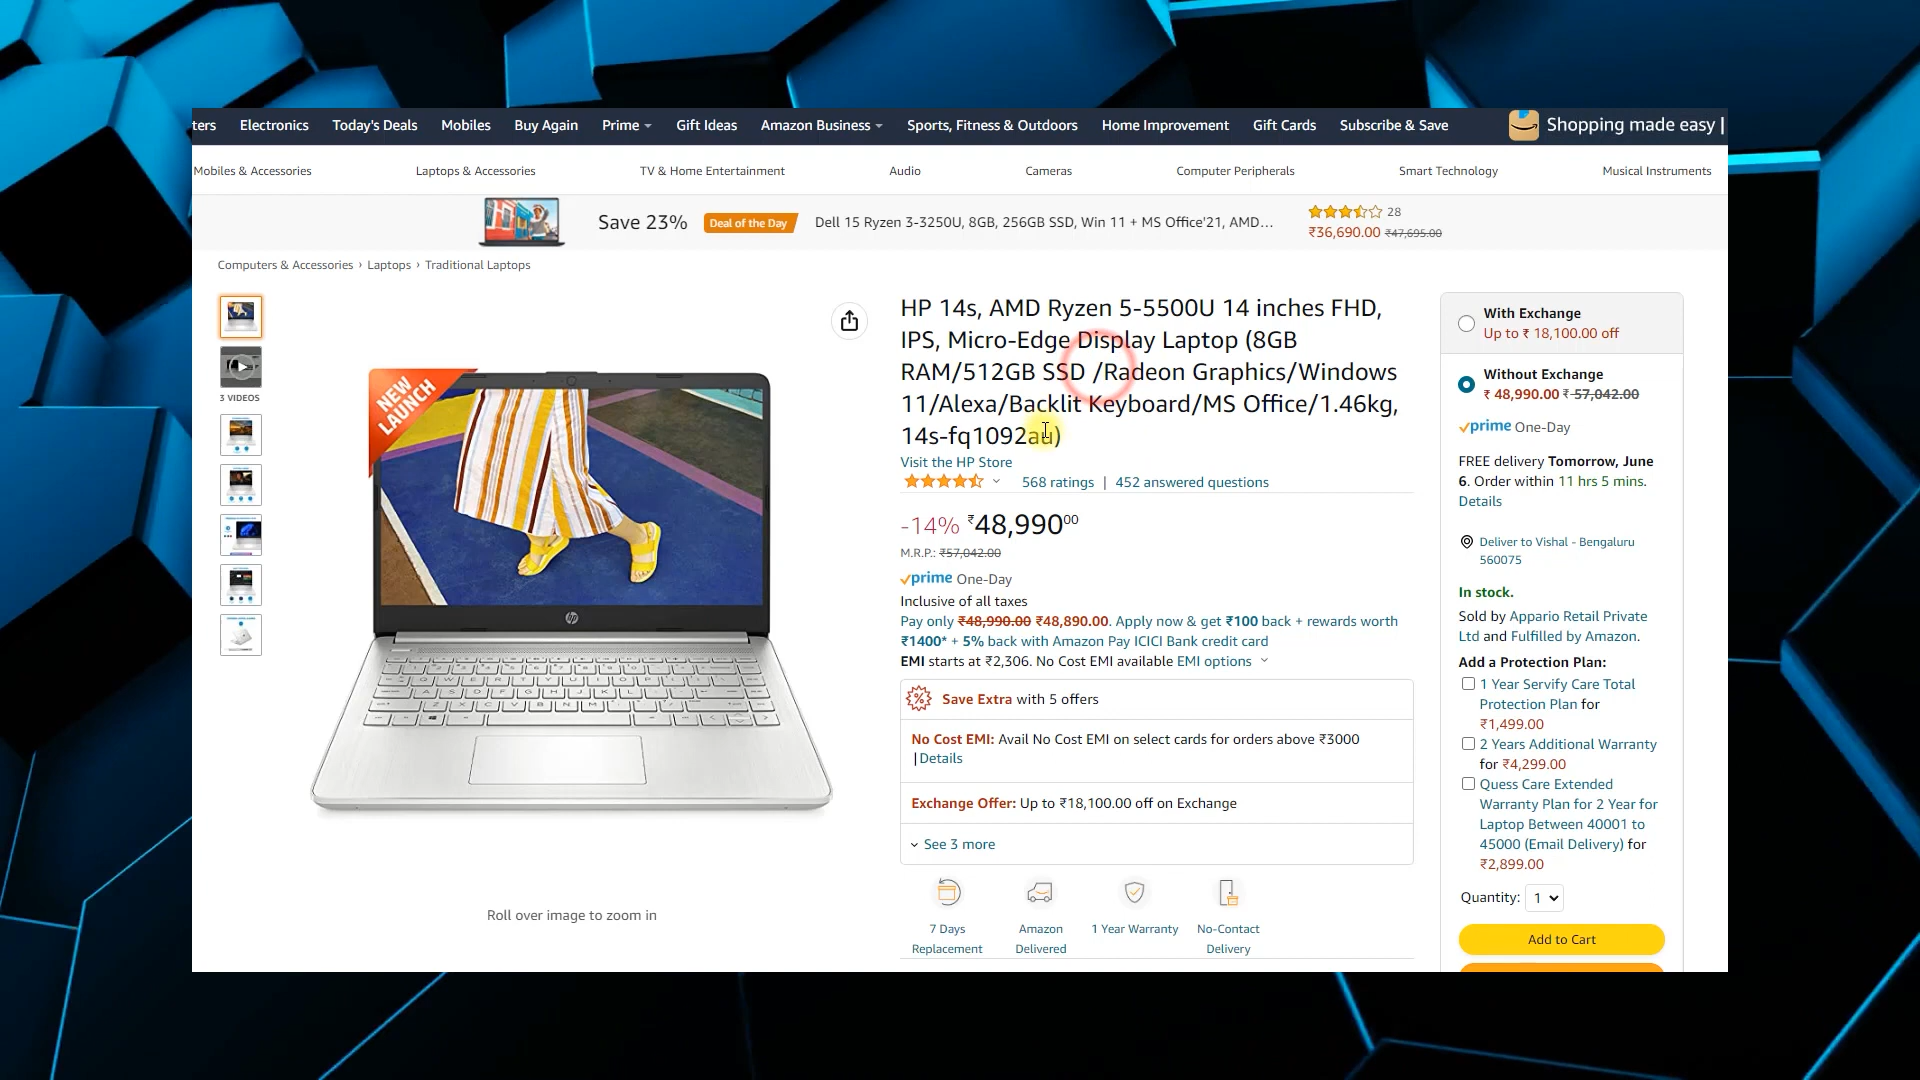 ters Electronics Today's Deals Mobiles Buy Again Prime Gift Ideas Amazon Business Sports, Fitness & Outdoors Home Improvement Gift Cards Subscribe & Save Shopping made easy |
Mobiles & Accessories Laptops & Accessories TV & Home Entertainment Audio Cameras Computer Peripherals Smart Technology Musical Instruments
Save 23% Deal of the Day Dell 15 Ryzen 3-3250U, 8GB, 256GB SSD, Win 11 + MS Office'21, AMD... 28
₹36,690.00 ₹47,695.00
Computers & Accessories › Laptops › Traditional Laptops
3 VIDEOS
NEW
LAUNCH
hp
Roll over image to zoom in
HP 14s, AMD Ryzen 5-5500U 14 inches FHD,
IPS, Micro-Edge Display Laptop (8GB
RAM/512GB SSD /Radeon Graphics/Windows
11/Alexa/Backlit Keyboard/MS Office/1.46kg,
14s-fq1092au)
Visit the HP Store
568 ratings | 452 answered questions
-14% ₹48,99000
M.R.P.: ₹57,042.00
prime One-Day
Inclusive of all taxes
Pay only ₹48,990.00 ₹48,890.00. Apply now & get ₹100 back + rewards worth
₹1400* + 5% back with Amazon Pay ICICI Bank credit card
EMI starts at ₹2,306. No Cost EMI available EMI options
Save Extra with 5 offers
No Cost EMI: Avail No Cost EMI on select cards for orders above ₹3000
|Details
Exchange Offer: Up to ₹18,100.00 off on Exchange
See 3 more
7 Days
Replacement
Amazon
Delivered
1 Year Warranty
No-Contact
Delivery
With Exchange
Up to ₹ 18,100.00 off
Without Exchange
₹ 48,990.00 ₹ 57,042.00
prime One-Day
FREE delivery Tomorrow, June
6. Order within 11 hrs 5 mins.
Details
Deliver to Vishal - Bengaluru
560075
In stock.
Sold by Appario Retail Private
Ltd and Fulfilled by Amazon.
Add a Protection Plan:
1 Year Servify Care Total
Protection Plan for
₹1,499.00
2 Years Additional Warranty
for ₹4,299.00
Quess Care Extended
Warranty Plan for 2 Year for
Laptop Between 40001 to
45000 (Email Delivery) for
₹2,899.00
Quantity: 1
Add to Cart